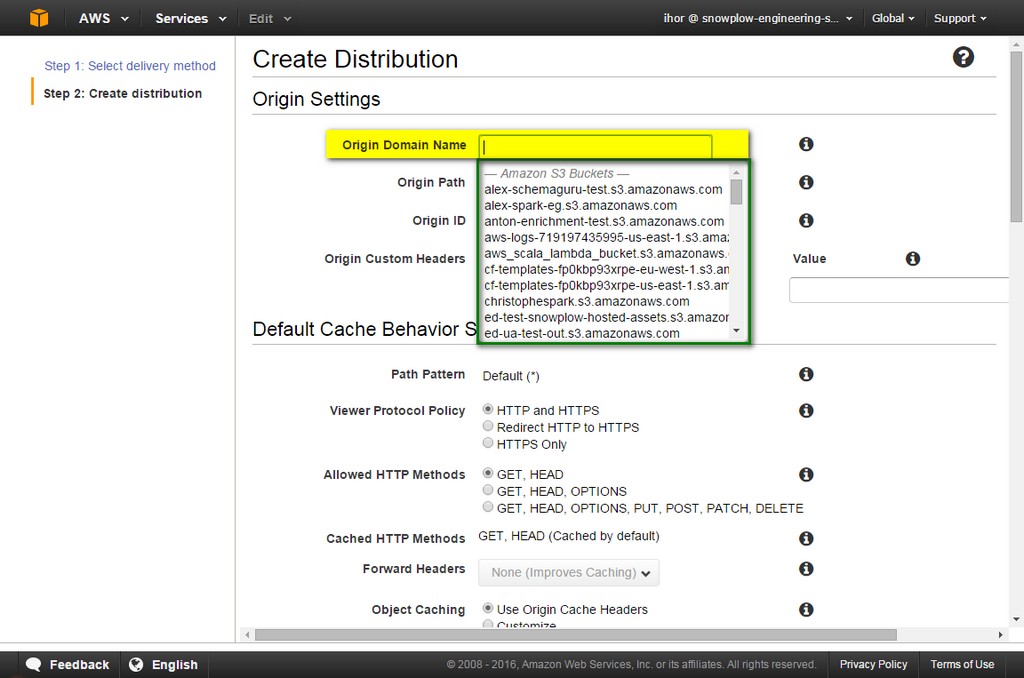 AWS Services Edit ihor @ snowplow-engineering-s... Global Support
Step 1: Select delivery method
Step 2: Create distribution
Create Distribution
Origin Settings
Origin Domain Name
— Amazon S3 Buckets —
Origin Path
alex-schemaguru-test.s3.amazonaws.com
alex-spark-eg.s3.amazonaws.com
Origin ID
anton-enrichment-test.s3.amazonaws.com
aws-logs-719197435995-us-east-1.s3.ama
aws_scala_lambda_bucket.s3.amazonaws.
Origin Custom Headers
Value
cf-templates-fp0kbp93xrpe-eu-west-1.s3.an
cf-templates-fp0kbp93xrpe-us-east-1.s3.am
christophespark.s3.amazonaws.com
ed-test-snowplow-hosted-assets.s3.amazor
ed-ua-test-out.s3.amazonaws.com
Default Cache Behavior S
Path Pattern Default (*)
Viewer Protocol Policy HTTP and HTTPS
Redirect HTTP to HTTPS
HTTPS Only
Allowed HTTP Methods GET, HEAD
GET, HEAD, OPTIONS
GET, HEAD, OPTIONS, PUT, POST, PATCH, DELETE
Cached HTTP Methods GET, HEAD (Cached by default)
Forward Headers None (Improves Caching)
Object Caching Use Origin Cache Headers
Customize
Feedback English © 2008 - 2016, Amazon Web Services, Inc. or its affiliates. All rights reserved. Privacy Policy Terms of Use